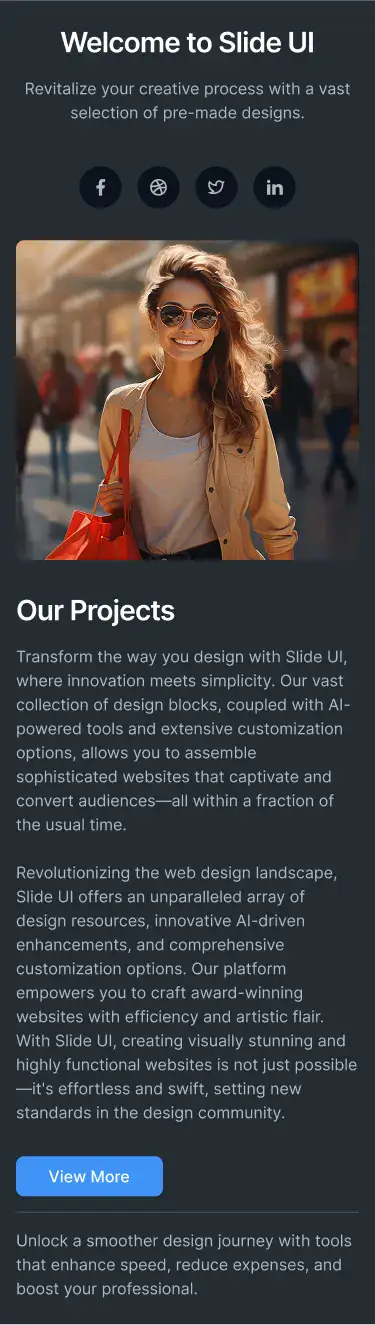 Welcome to Slide UI
Revitalize your creative process with a vast
selection of pre-made designs.
Our Projects
Transform the way you design with Slide UI,
where innovation meets simplicity. Our vast
collection of design blocks, coupled with AI-
powered tools and extensive customization
options, allows you to assemble
sophisticated websites that captivate and
convert audiences—all within a fraction of
the usual time.
Revolutionizing the web design landscape,
Slide UI offers an unparalleled array of
design resources, innovative AI-driven
enhancements, and comprehensive
customization options. Our platform
empowers you to craft award-winning
websites with efficiency and artistic flair.
With Slide UI, creating visually stunning and
highly functional websites is not just possible
—it's effortless and swift, setting new
standards in the design community.
View More
Unlock a smoother design journey with tools
that enhance speed, reduce expenses, and
boost your professional.